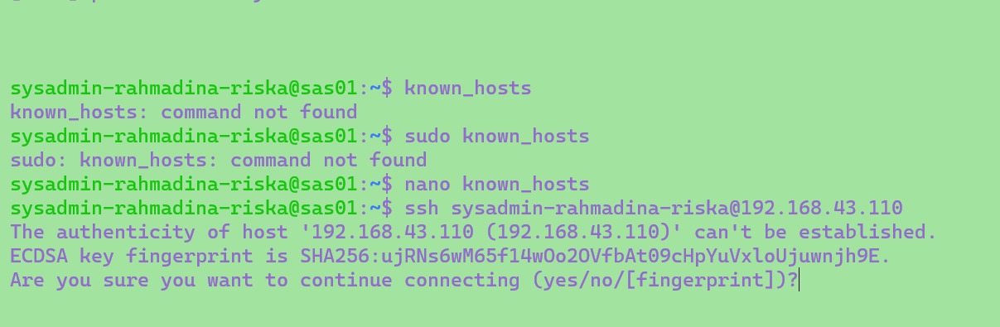 sysadmin-rahmadina-riska@sas01:~$ known_hosts
known_hosts: command not found
sysadmin-rahmadina-riska@sas01:~$ sudo known_hosts
sudo: known_hosts: command not found
sysadmin-rahmadina-riska@sas01:~$ nano known_hosts
sysadmin-rahmadina-riska@sas01:~$ ssh sysadmin-rahmadina-riska@192.168.43.110
The authenticity of host '192.168.43.110 (192.168.43.110)' can't be established.
ECDSA key fingerprint is SHA256:ujRNs6wM65f14wOo2OVfbAt09cHpYuVxloUjuwnjh9E.
Are you sure you want to continue connecting (yes/no/[fingerprint])?